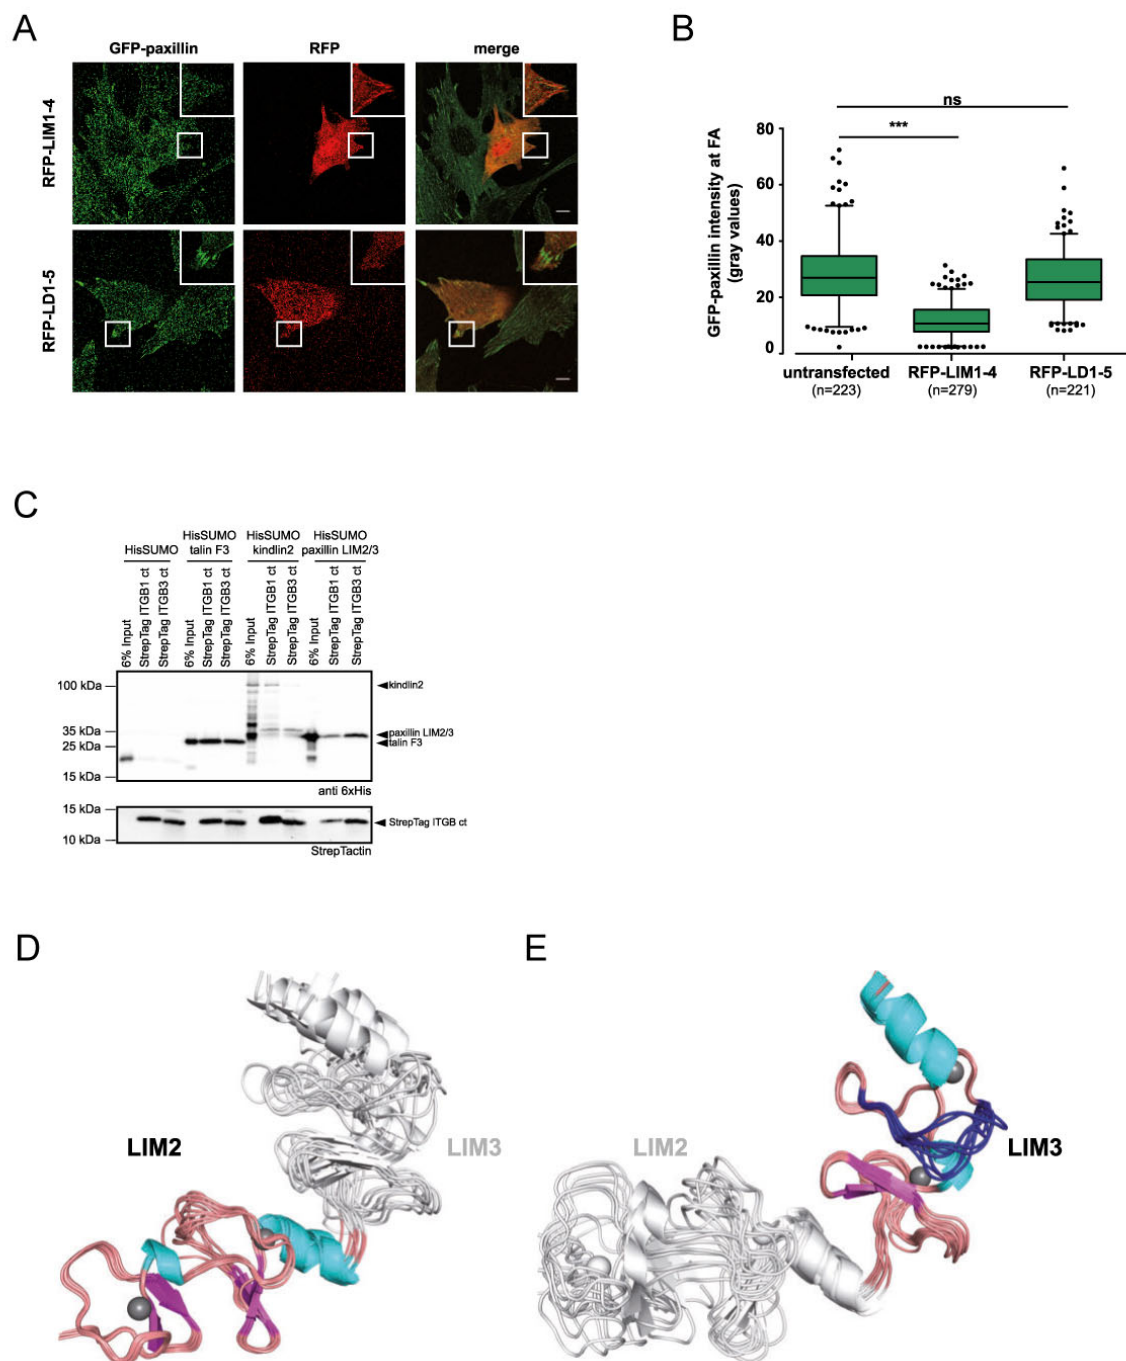 A
GFP-paxillin
RFP
merge
RFP-LIM1-4
RFP-LD1-5
B
ns
***
GFP-paxillin intensity at FA
(gray values)
80
60
40
20
0
untransfected
RFP-LIM1-4
RFP-LD1-5
(n=223)
(n=279)
(n=221)
C
HisSUMO
HisSUMO
talin F3
HisSUMO
kindlin2
HisSUMO
paxillin LIM2/3
6% Input
StrepTag ITGB1 ct
StrepTag ITGB3 ct
6% Input
StrepTag ITGB1 ct
StrepTag ITGB3 ct
6% Input
StrepTag ITGB1 ct
StrepTag ITGB3 ct
6% Input
StrepTag ITGB1 ct
StrepTag ITGB3 ct
100 kDa
35 kDa
25 kDa
15 kDa
kindlin2
paxillin LIM2/3
talin F3
anti 6xHis
15 kDa
10 kDa
StrepTag ITGB ct
StrepTactin
D
LIM2
LIM3
E
LIM2
LIM3